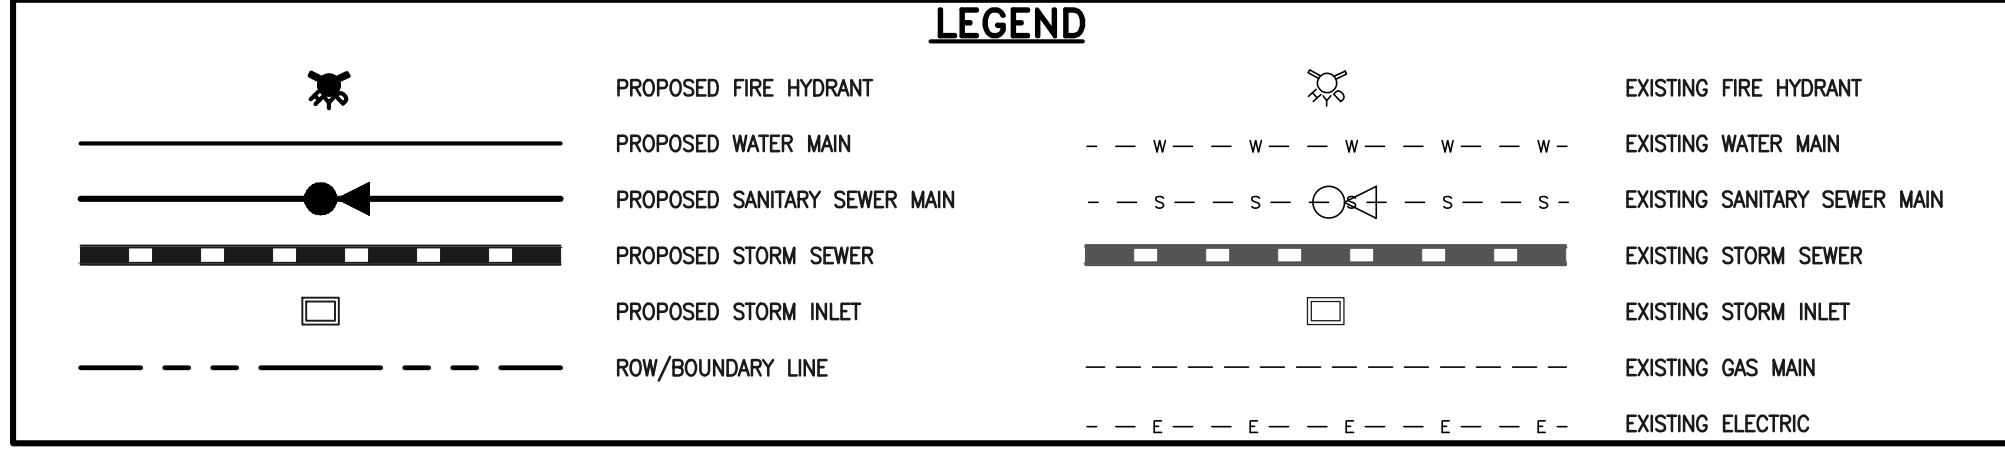 LEGEND
HYD PROPOSED FIRE HYDRANT
PROPOSED WATER MAIN
PROPOSED SANITARY SEWER MAIN
PROPOSED STORM SEWER
PROPOSED STORM INLET
ROW/BOUNDARY LINE
HYD EXISTING FIRE HYDRANT
W W W W W EXISTING WATER MAIN
S S S S S EXISTING SANITARY SEWER MAIN
EXISTING STORM SEWER
EXISTING STORM INLET
EXISTING GAS MAIN
E E E E E EXISTING ELECTRIC